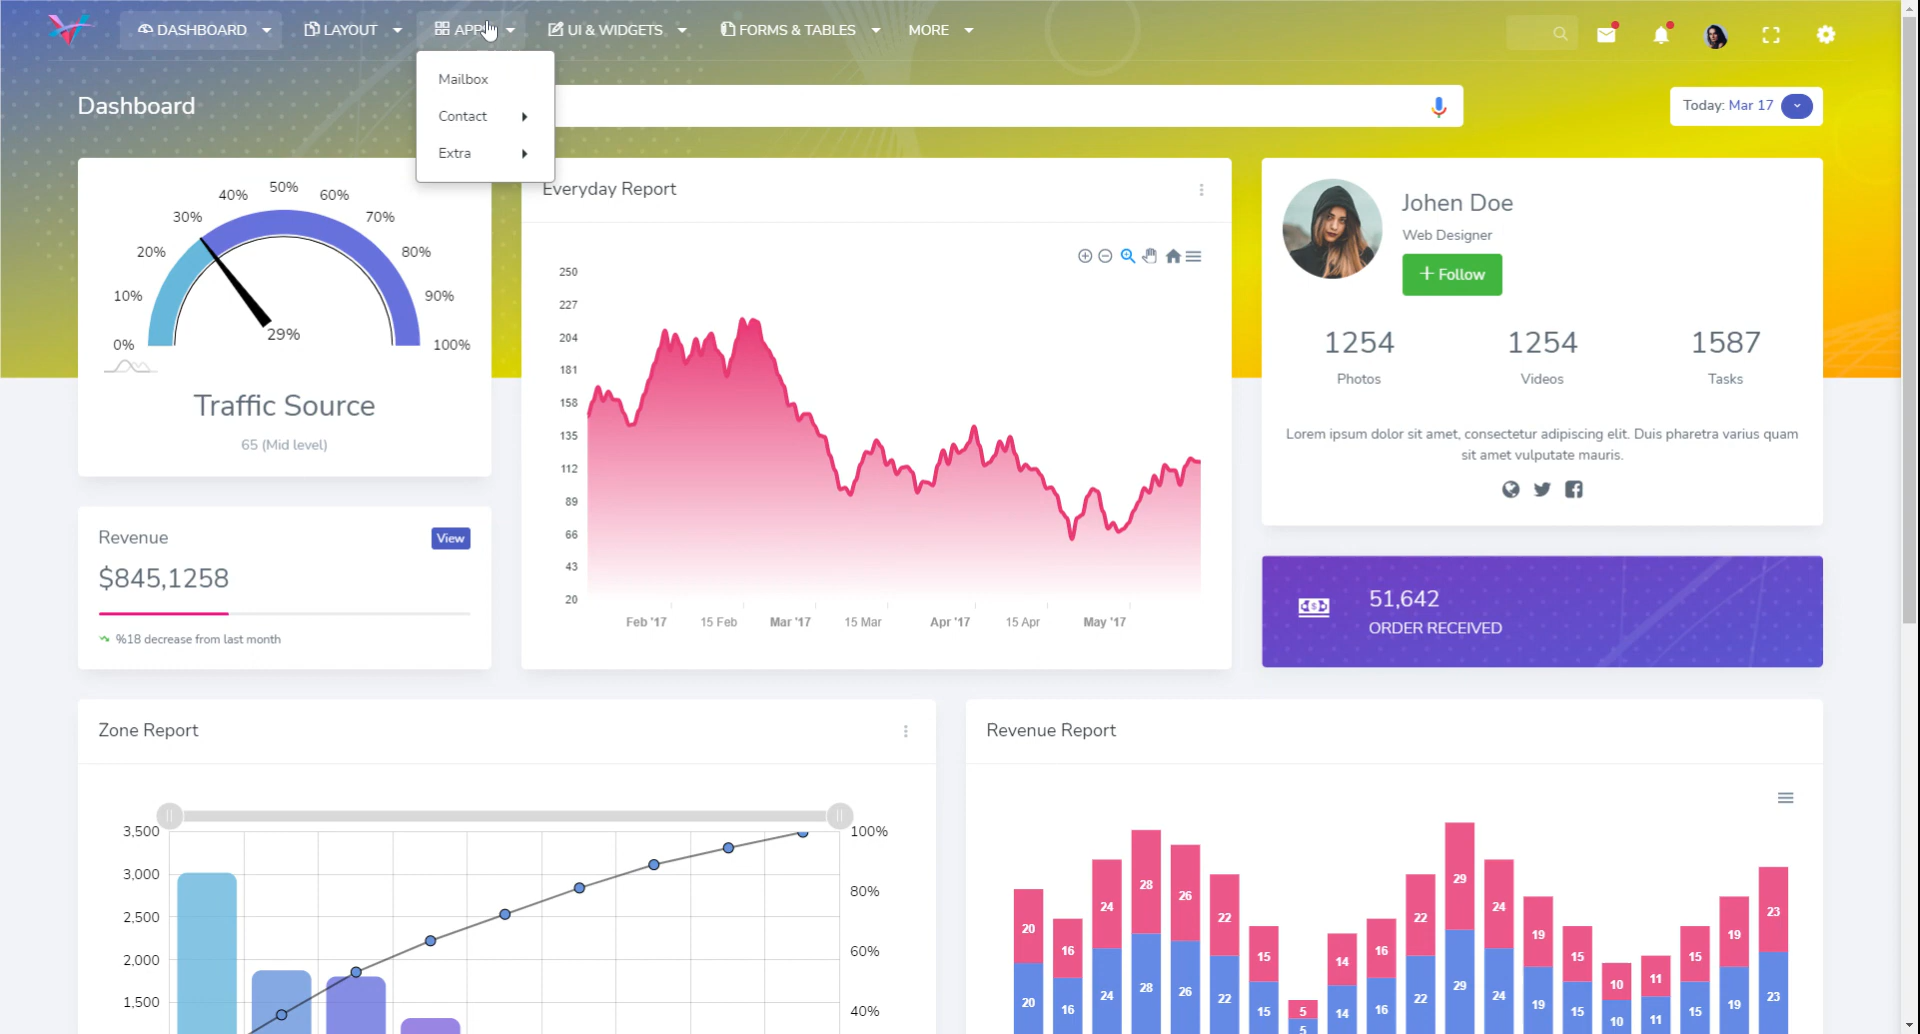 DASHBOARD
LAYOUT
APP
UI & WIDGETS
FORMS & TABLES
MORE
Mailbox
Contact
Extra
Dashboard
Today: Mar 17
0%
10%
20%
30%
40%
50%
60%
70%
80%
90%
100%
29%
Traffic Source
65 (Mid level)
Revenue
View
$845,1258
%18 decrease from last month
Everyday Report
250
227
204
181
158
135
112
89
66
43
20
Feb '17
15 Feb
Mar '17
15 Mar
Apr '17
15 Apr
May '17
Johen Doe
Web Designer
+ Follow
1254
Photos
1254
Videos
1587
Tasks
Lorem ipsum dolor sit amet, consectetur adipiscing elit. Duis pharetra varius quam
sit amet vulputate mauris.
51,642
ORDER RECEIVED
Zone Report
3,500
3,000
2,500
2,000
1,500
100%
80%
60%
40%
Revenue Report
20
16
24
28
26
22
15
5
14
16
22
29
24
19
15
10
11
15
19
23
20
16
24
28
26
22
15
5
14
16
22
29
24
19
15
10
11
15
19
23